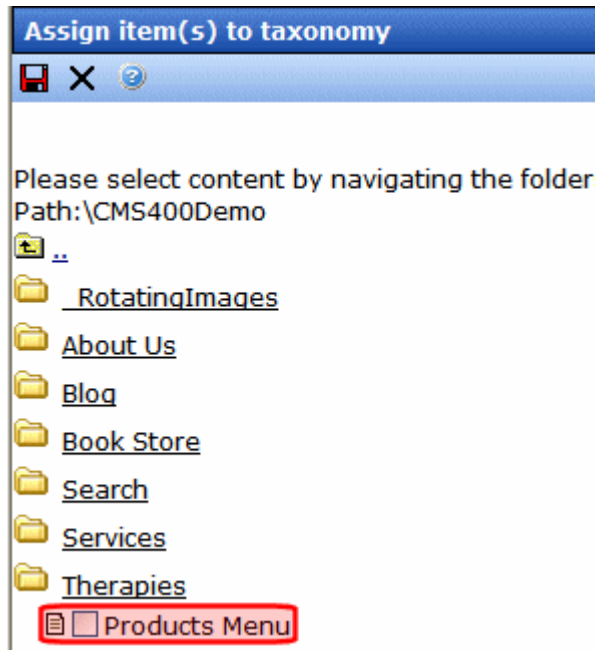 Assign item(s) to taxonomy
Please select content by navigating the folder
Path:\CMS400Demo
..
_RotatingImages
About Us
Blog
Book Store
Search
Services
Therapies
Products Menu